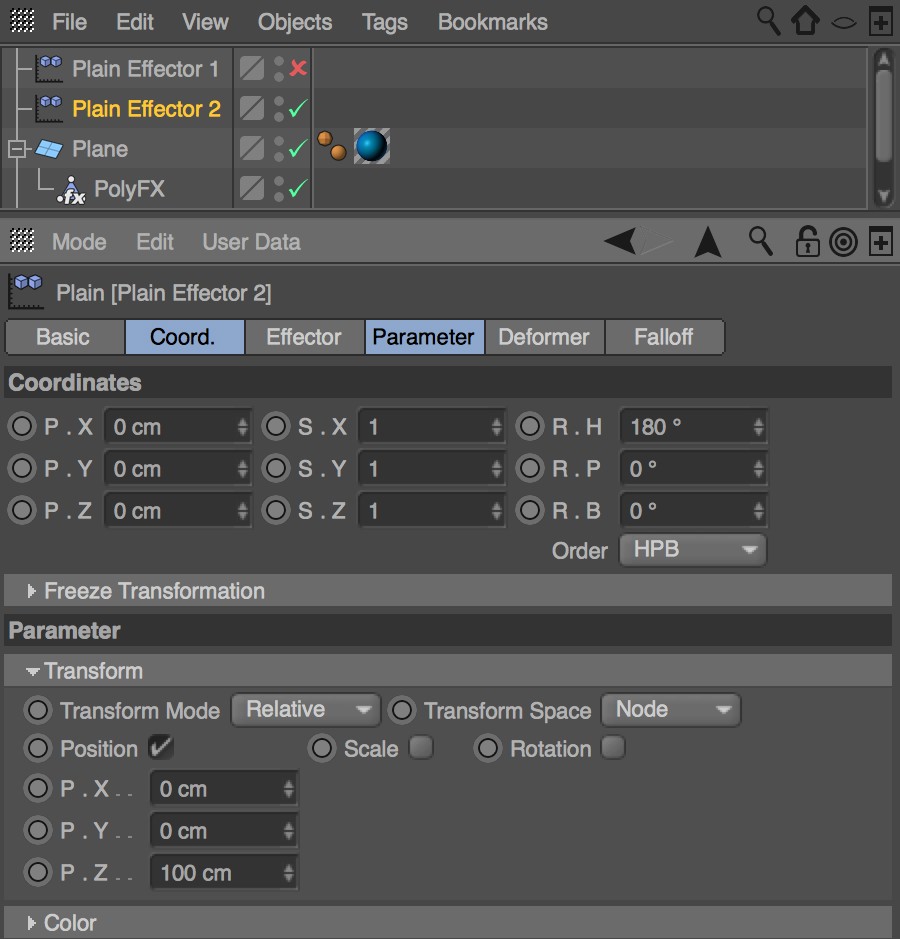 File Edit View Objects Tags Bookmarks
Plain Effector 1
Plain Effector 2
Plane
PolyFX
Mode Edit User Data
Plain [Plain Effector 2]
Basic Coord. Effector Parameter Deformer Falloff
Coordinates
P . X 0 cm S . X 1 R . H 180 °
P . Y 0 cm S . Y 1 R . P 0 °
P . Z 0 cm S . Z 1 R . B 0 °
Order HPB
Freeze Transformation
Parameter
Transform
Transform Mode Relative Transform Space Node
Position Scale Rotation
P . X . . 0 cm
P . Y . . 0 cm
P . Z . . 100 cm
Color